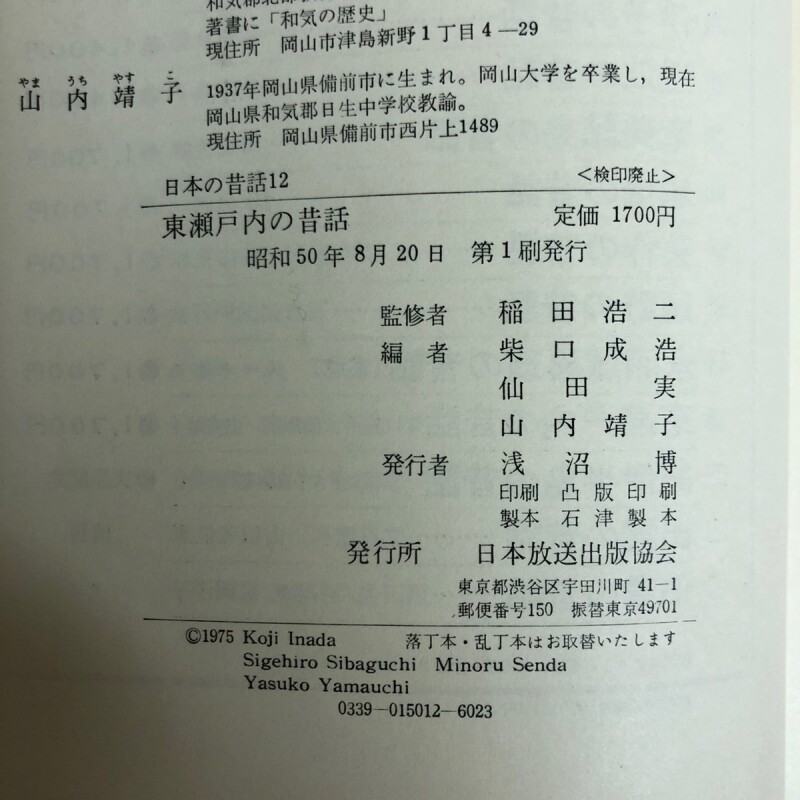 著書に「和気の歴史」
現住所 岡山市津島新野1丁目4—29
山内靖子
やま うち やす こ
1937年岡山県備前市に生まれ。岡山大学を卒業し，現在
岡山県和気郡日生中学校教諭。
現住所 岡山県備前市西片上1489
日本の昔話12 <検印廃止>
東瀬戸内の昔話 定価 1700円
昭和50年8月20日 第1刷発行
監修者 稲田浩二
編者 柴口成浩
仙田実
山内靖子
発行者 浅沼博
印刷 凸版印刷
製本 石津製本
発行所 日本放送出版協会
東京都渋谷区宇田川町 41—1
郵便番号150 振替東京49701
©1975 Koji Inada 落丁本・乱丁本はお取替いたします
Sigehiro Sibaguchi Minoru Senda
Yasuko Yamauchi
0339—015012—6023